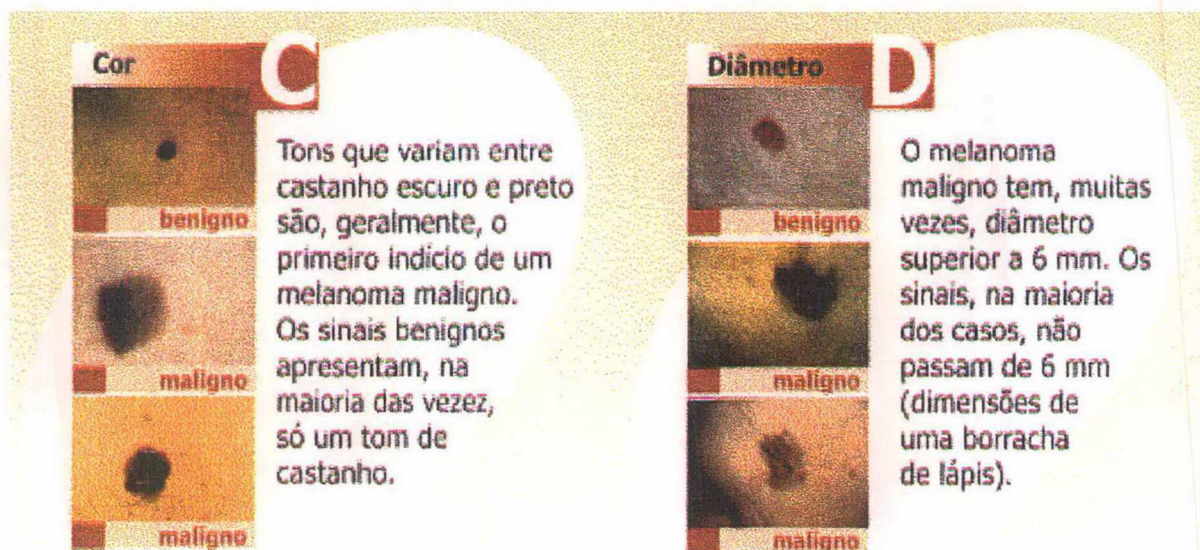 Cor
C
benigno
maligno
maligno
Tons que variam entre
castanho escuro e preto
são, geralmente, o
primeiro indicio de um
melanoma maligno.
Os sinais benignos
apresentam, na
maioria das vezez,
só um tom de
castanho.
Diâmetro
D
benigno
maligno
maligno
O melanoma
maligno tem, muitas
vezes, diâmetro
superior a 6 mm. Os
sinais, na maioria
dos casos, não
passam de 6 mm
(dimensões de
uma borracha
de lápis).